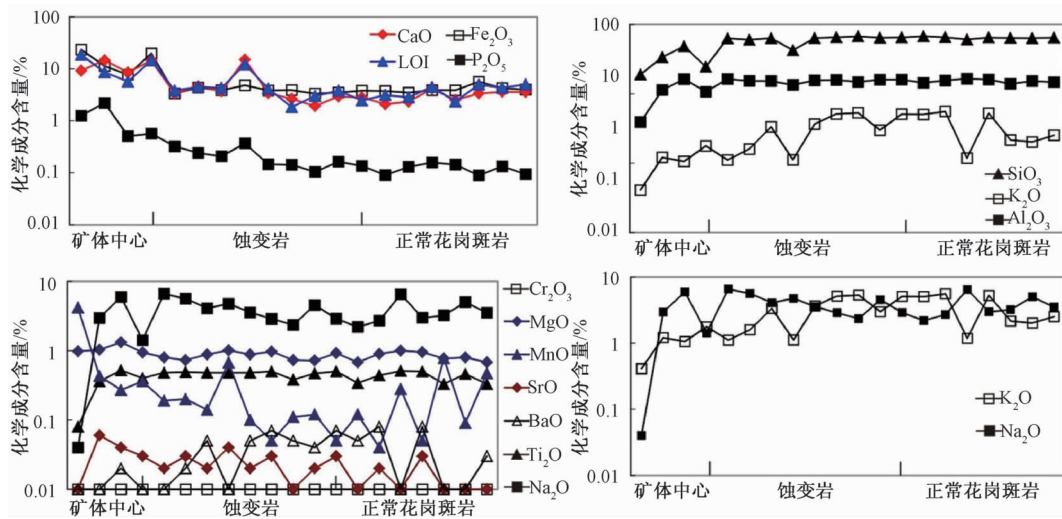 100
10
1
0.1
0.01
化学成分含量/%
CaO
Fe₂O₃
LOI
P₂O₅
矿体中心
蚀变岩
正常花岗斑岩
100
10
1
0.1
0.01
化学成分含量/%
SiO₃
K₂O
Al₂O₃
矿体中心
蚀变岩
正常花岗斑岩
10
1
0.1
0.01
化学成分含量/%
Cr₂O₃
MgO
MnO
SrO
BaO
Ti₂O
Na₂O
矿体中心
蚀变岩
正常花岗斑岩
10
1
0.1
0.01
化学成分含量/%
K₂O
Na₂O
矿体中心
蚀变岩
正常花岗斑岩